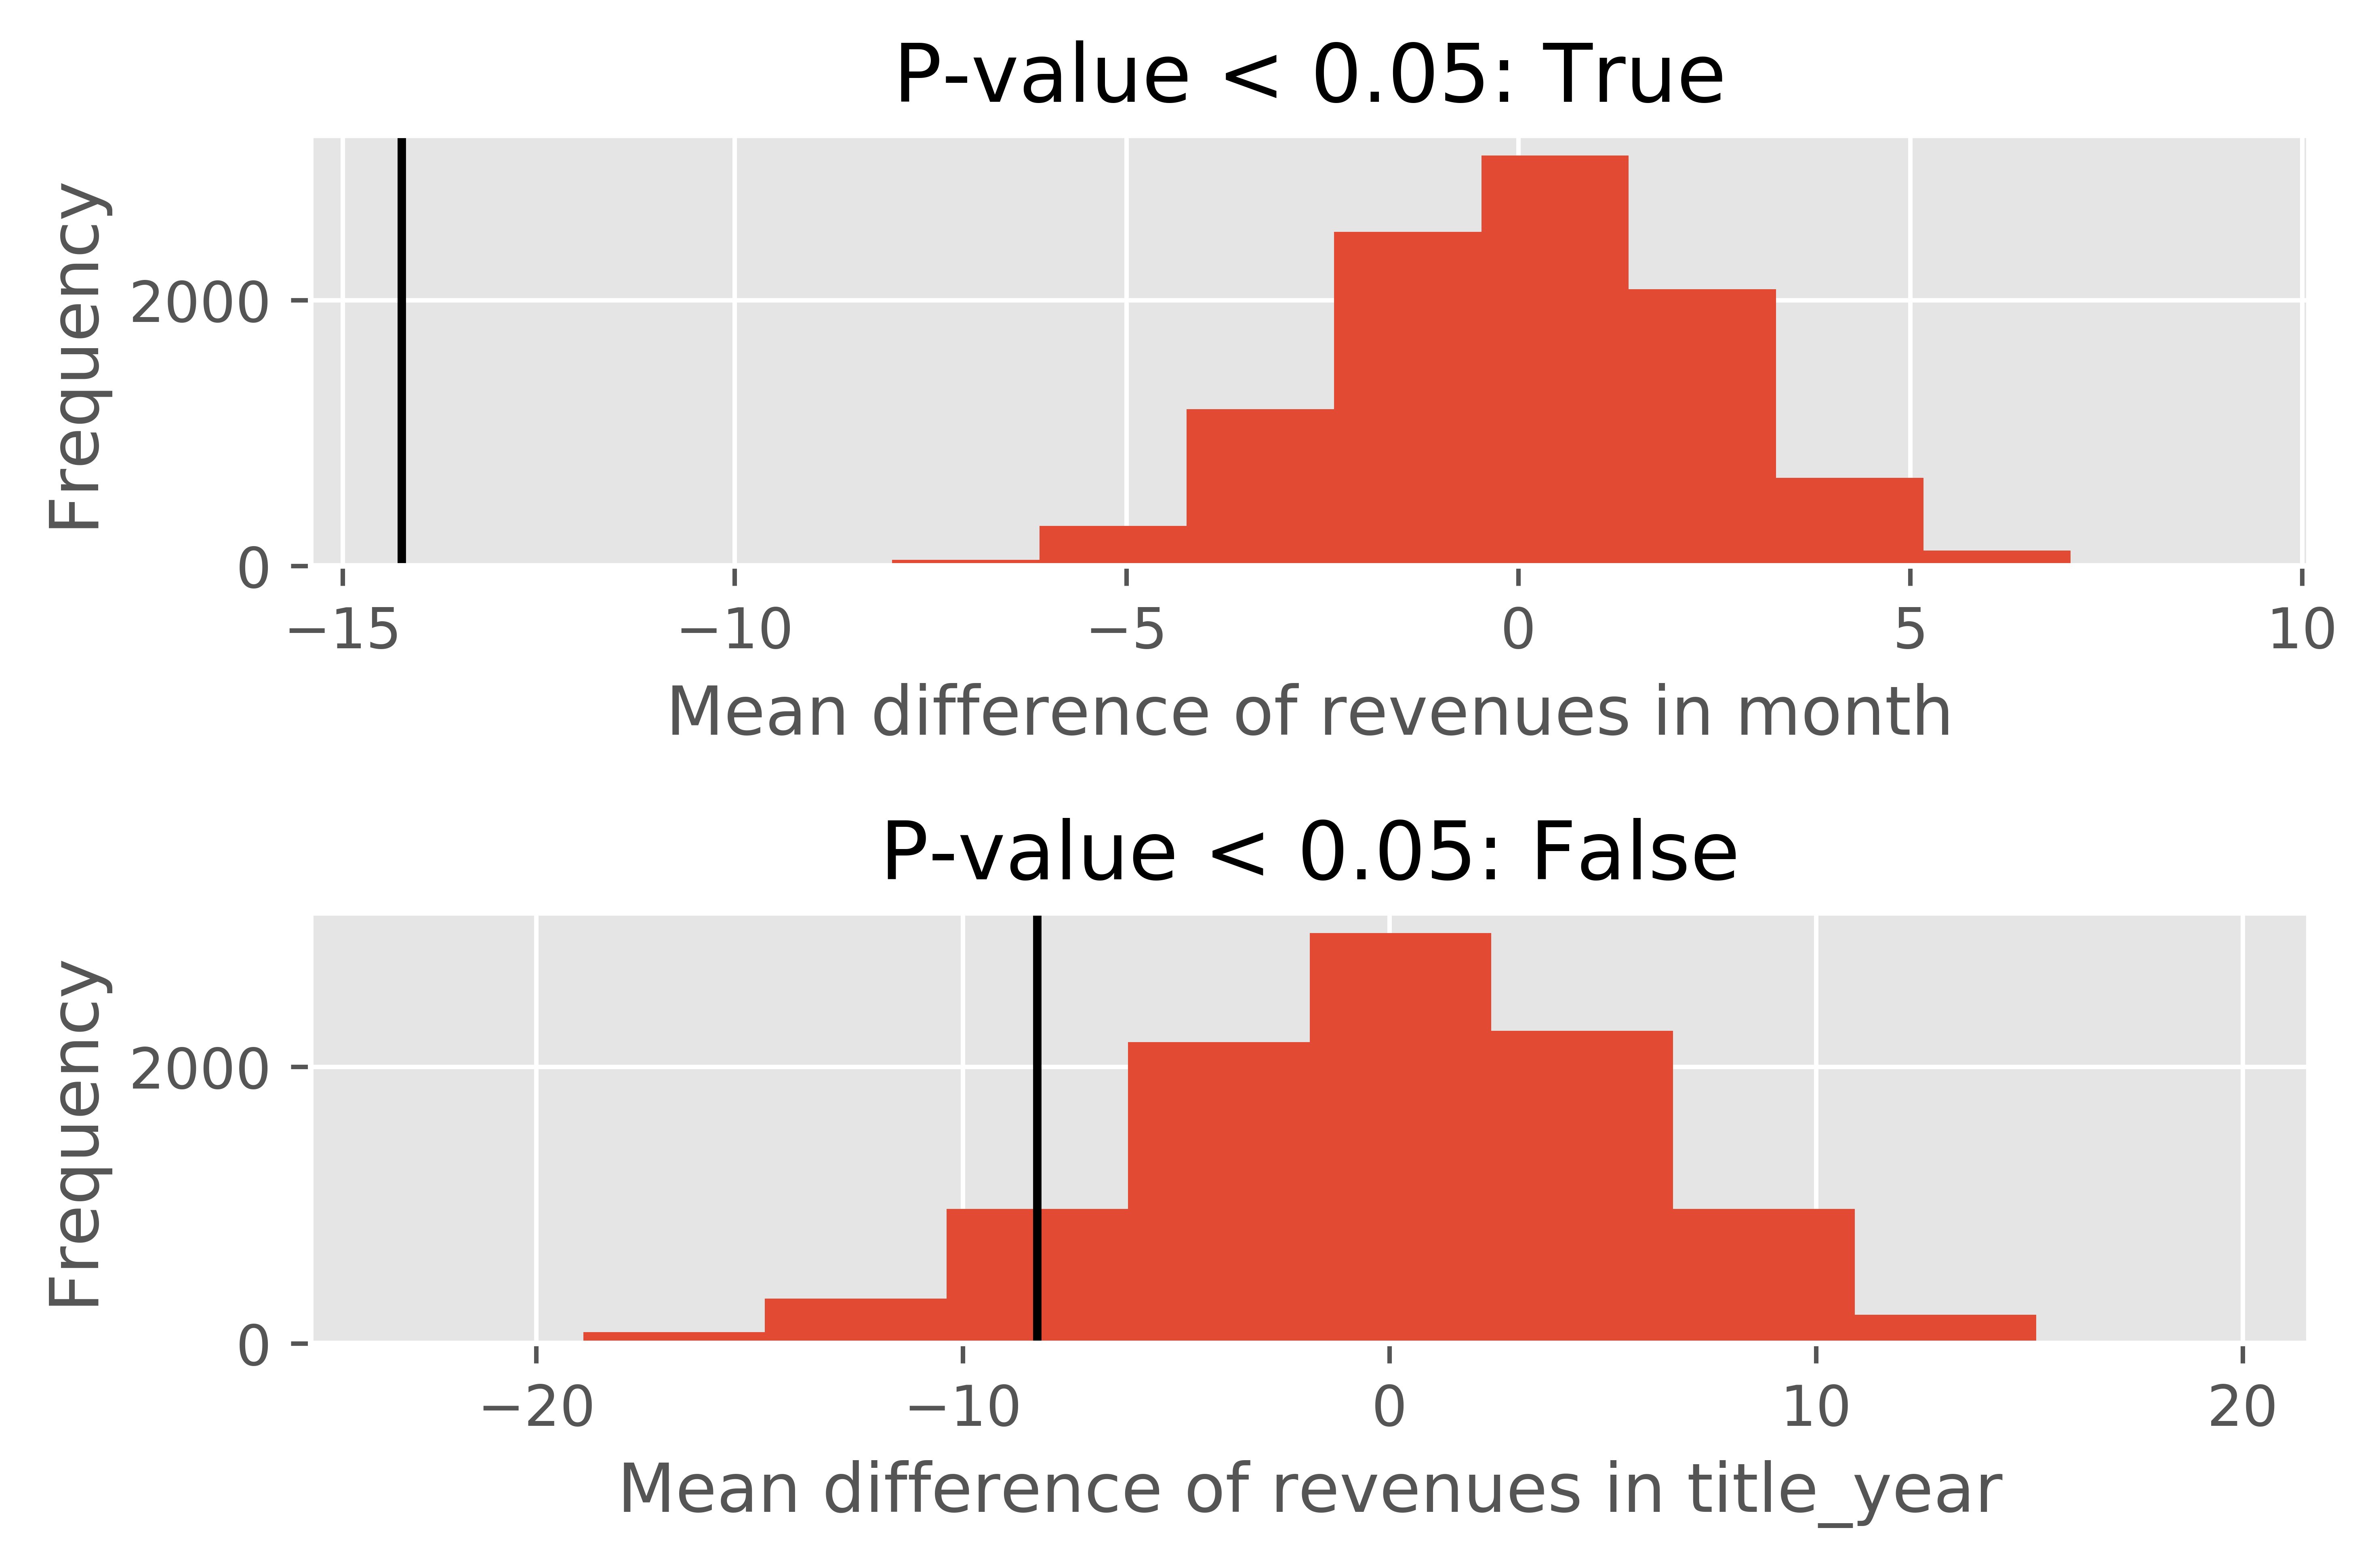 P-value < 0.05: True
Frequency
2000
0
−15 −10 −5 0 5 10
Mean difference of revenues in month
P-value < 0.05: False
Frequency
2000
0
−20 −10 0 10 20
Mean difference of revenues in title_year